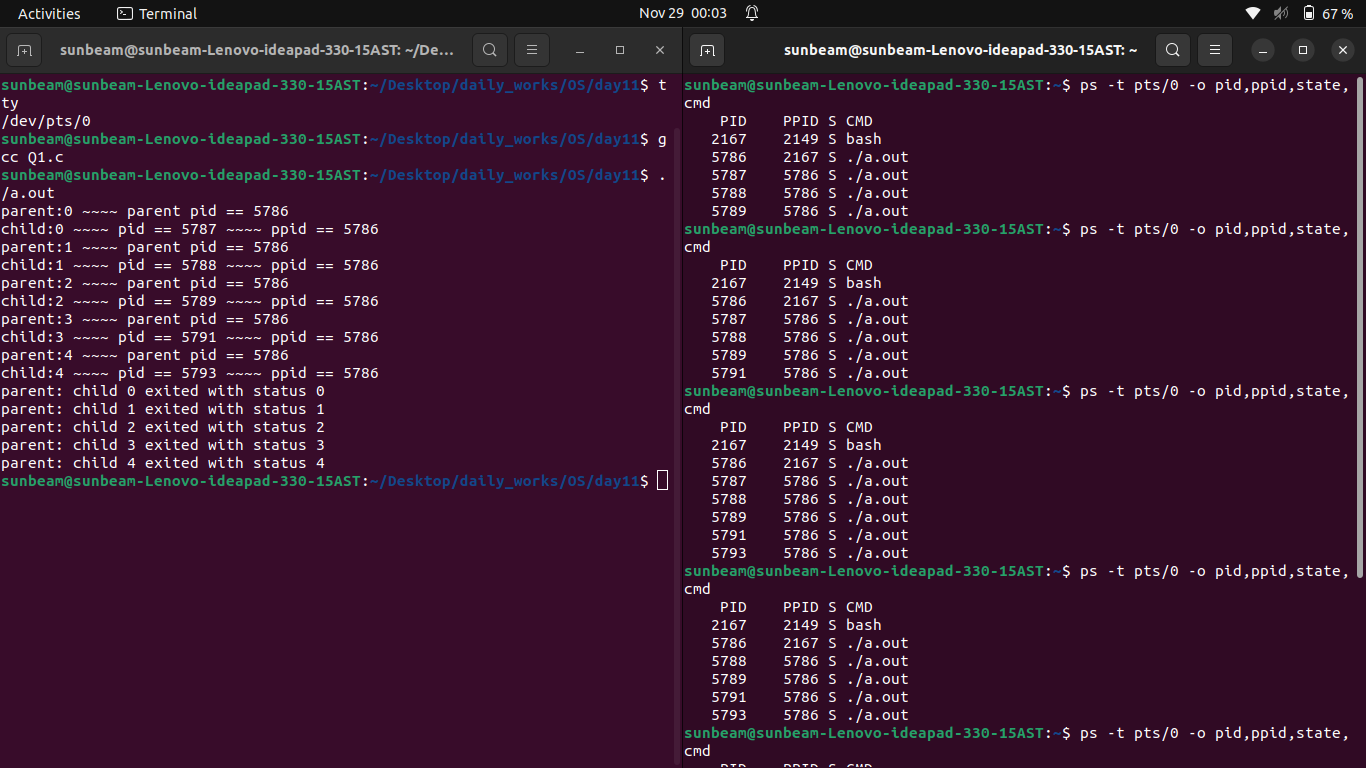 Activities Terminal Nov 29 00:03 67 %
sunbeam@sunbeam-Lenovo-ideapad-330-15AST: ~/De...
sunbeam@sunbeam-Lenovo-ideapad-330-15AST:~/Desktop/daily_works/OS/day11$ t
ty
/dev/pts/0
sunbeam@sunbeam-Lenovo-ideapad-330-15AST:~/Desktop/daily_works/OS/day11$ g
cc Q1.c
sunbeam@sunbeam-Lenovo-ideapad-330-15AST:~/Desktop/daily_works/OS/day11$ .
/a.out
parent:0 ~~~~ parent pid == 5786
child:0 ~~~~ pid == 5787 ~~~~ ppid == 5786
parent:1 ~~~~ parent pid == 5786
child:1 ~~~~ pid == 5788 ~~~~ ppid == 5786
parent:2 ~~~~ parent pid == 5786
child:2 ~~~~ pid == 5789 ~~~~ ppid == 5786
parent:3 ~~~~ parent pid == 5786
child:3 ~~~~ pid == 5791 ~~~~ ppid == 5786
parent:4 ~~~~ parent pid == 5786
child:4 ~~~~ pid == 5793 ~~~~ ppid == 5786
parent: child 0 exited with status 0
parent: child 1 exited with status 1
parent: child 2 exited with status 2
parent: child 3 exited with status 3
parent: child 4 exited with status 4
sunbeam@sunbeam-Lenovo-ideapad-330-15AST:~/Desktop/daily_works/OS/day11$
sunbeam@sunbeam-Lenovo-ideapad-330-15AST: ~
sunbeam@sunbeam-Lenovo-ideapad-330-15AST:~$ ps -t pts/0 -o pid,ppid,state,
cmd
PID PPID S CMD
2167 2149 S bash
5786 2167 S ./a.out
5787 5786 S ./a.out
5788 5786 S ./a.out
5789 5786 S ./a.out
sunbeam@sunbeam-Lenovo-ideapad-330-15AST:~$ ps -t pts/0 -o pid,ppid,state,
cmd
PID PPID S CMD
2167 2149 S bash
5786 2167 S ./a.out
5787 5786 S ./a.out
5788 5786 S ./a.out
5789 5786 S ./a.out
5791 5786 S ./a.out
sunbeam@sunbeam-Lenovo-ideapad-330-15AST:~$ ps -t pts/0 -o pid,ppid,state,
cmd
PID PPID S CMD
2167 2149 S bash
5786 2167 S ./a.out
5787 5786 S ./a.out
5788 5786 S ./a.out
5789 5786 S ./a.out
5791 5786 S ./a.out
5793 5786 S ./a.out
sunbeam@sunbeam-Lenovo-ideapad-330-15AST:~$ ps -t pts/0 -o pid,ppid,state,
cmd
PID PPID S CMD
2167 2149 S bash
5786 2167 S ./a.out
5788 5786 S ./a.out
5789 5786 S ./a.out
5791 5786 S ./a.out
5793 5786 S ./a.out
sunbeam@sunbeam-Lenovo-ideapad-330-15AST:~$ ps -t pts/0 -o pid,ppid,state,
cmd